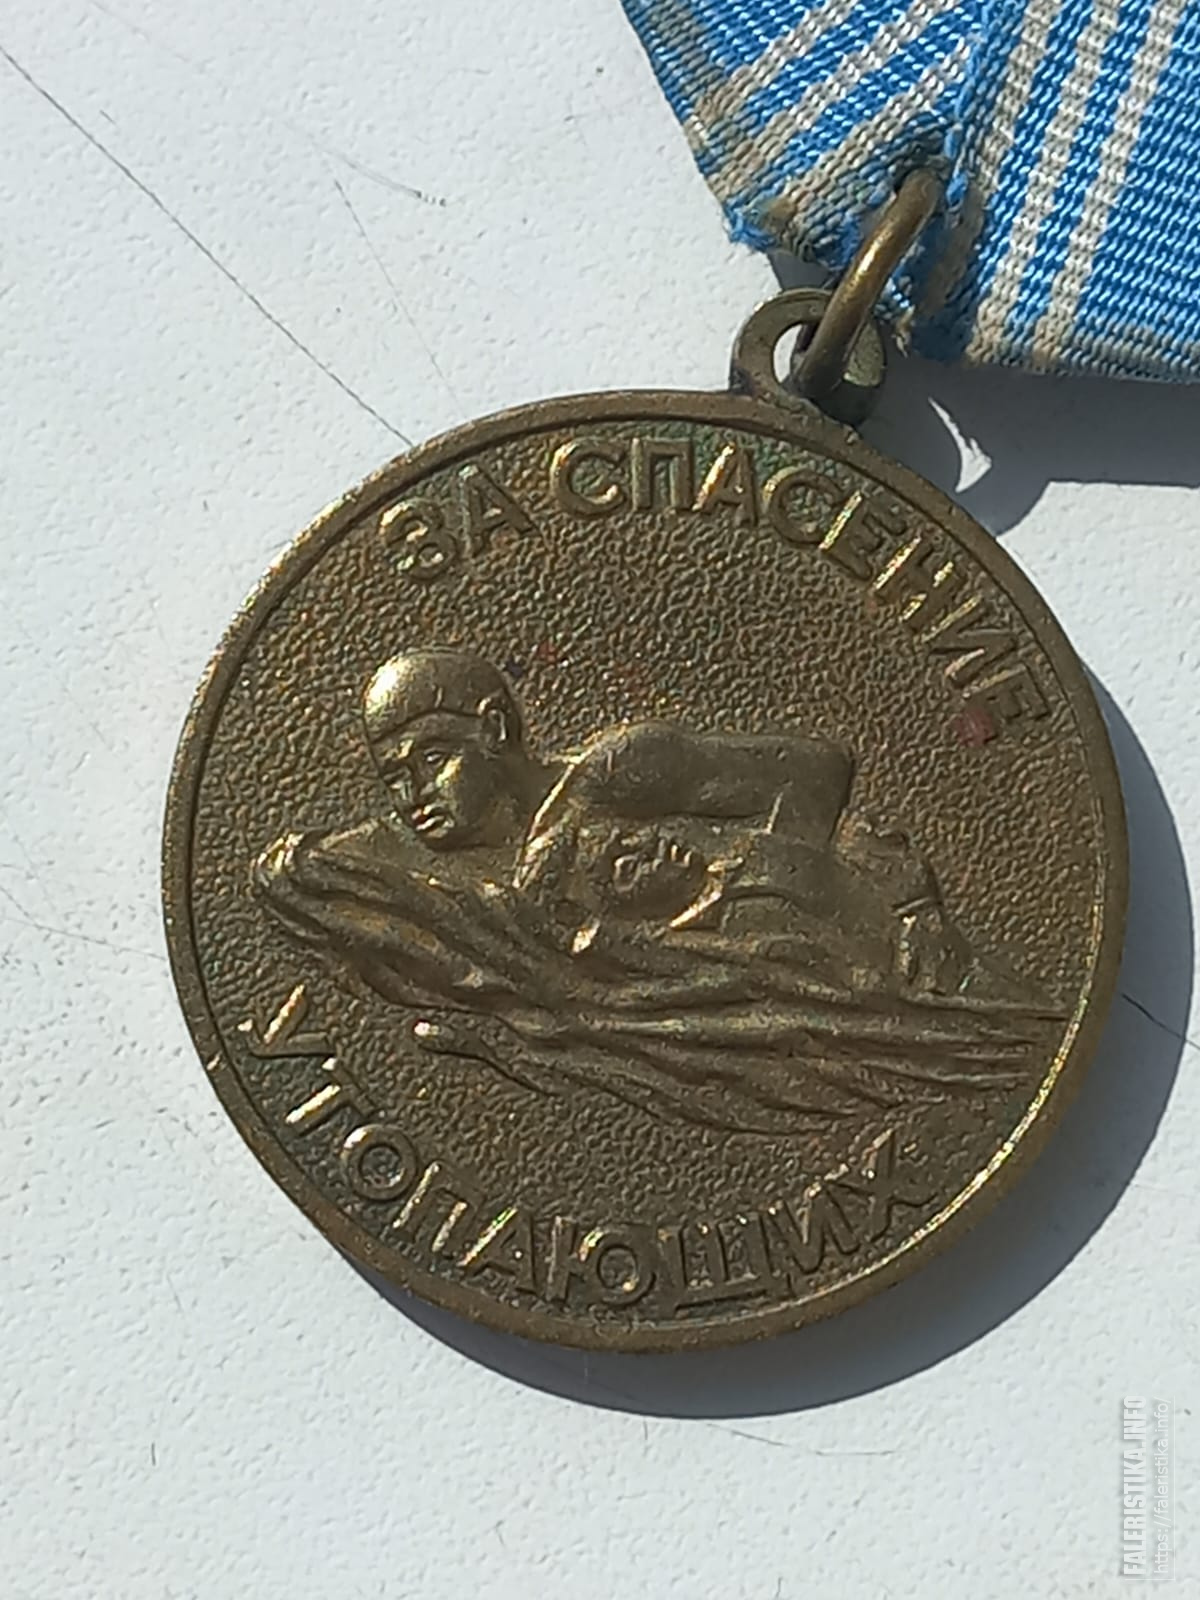 ЗА СПАСЕНИЕ
УТОПАЮЩИХ
FALERISTIKA.INFO
https://faleristika.info/